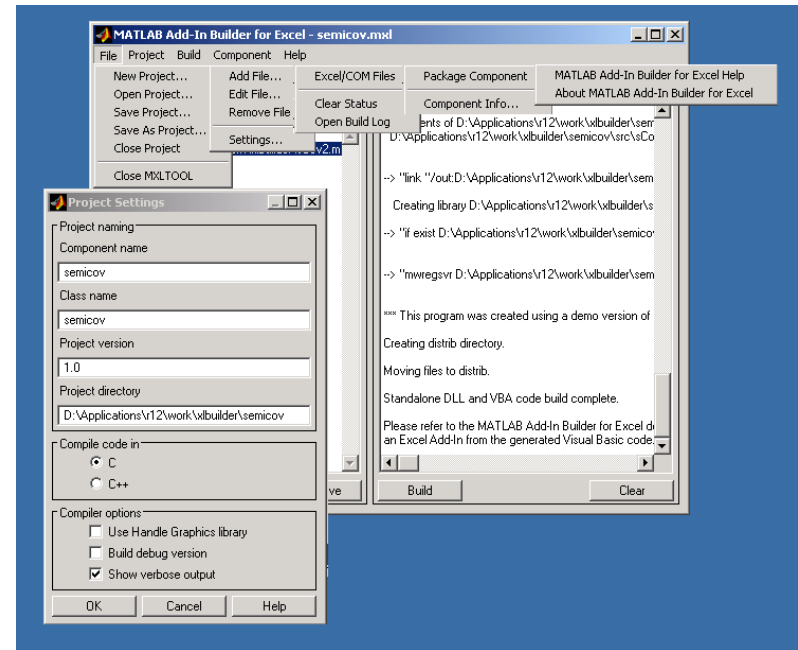 MATLAB Add-In Builder for Excel - semicov.mxl
File Project Build Component Help
New Project...
Open Project...
Save Project...
Save As Project...
Close Project
Close MXLTOOL
Add File...
Edit File...
Remove File
Settings...
Excel/COM Files
Clear Status
Open Build Log
Package Component
Component Info...
MATLAB Add-In Builder for Excel Help
About MATLAB Add-In Builder for Excel
of D:\Applications\r12\work\xlbuilder\sem
D:\Applications\r12\work\xlbuilder\semicov\src\sCo
--> "link "/out:D:\Applications\r12\work\xlbuilder\sem
Creating library D:\Applications\r12\work\xlbuilder\s
--> "if exist D:\Applications\r12\work\xlbuilder\semico
--> "mwregsvr D:\Applications\r12\work\xlbuilder\sem
*** This program was created using a demo version of
Creating distrib directory.
Moving files to distrib.
Standalone DLL and VBA code build complete.
Please refer to the MATLAB Add-In Builder for Excel d
an Excel Add-In from the generated Visual Basic code.
Build
Clear
Project Settings
Project naming
Component name
semicov
Class name
semicov
Project version
1.0
Project directory
D:\Applications\r12\work\xlbuilder\semicov
Compile code in
C
C++
Compiler options
Use Handle Graphics library
Build debug version
Show verbose output
OK
Cancel
Help